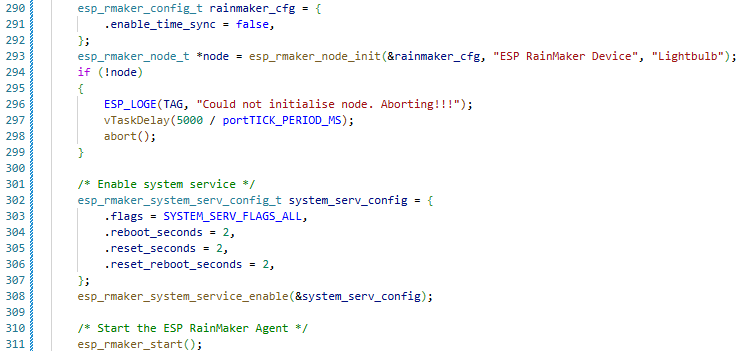 290 esp_rmaker_config_t rainmaker_cfg = {
291 .enable_time_sync = false,
292 };
293 esp_rmaker_node_t *node = esp_rmaker_node_init(&rainmaker_cfg, "ESP RainMaker Device", "Lightbulb");
294 if (!node)
295 {
296 ESP_LOGE(TAG, "Could not initialise node. Aborting!!!");
297 vTaskDelay(5000 / portTICK_PERIOD_MS);
298 abort();
299 }
300
301 /* Enable system service */
302 esp_rmaker_system_serv_config_t system_serv_config = {
303 .flags = SYSTEM_SERV_FLAGS_ALL,
304 .reboot_seconds = 2,
305 .reset_seconds = 2,
306 .reset_reboot_seconds = 2,
307 };
308 esp_rmaker_system_service_enable(&system_serv_config);
309
310 /* Start the ESP RainMaker Agent */
311 esp_rmaker_start();